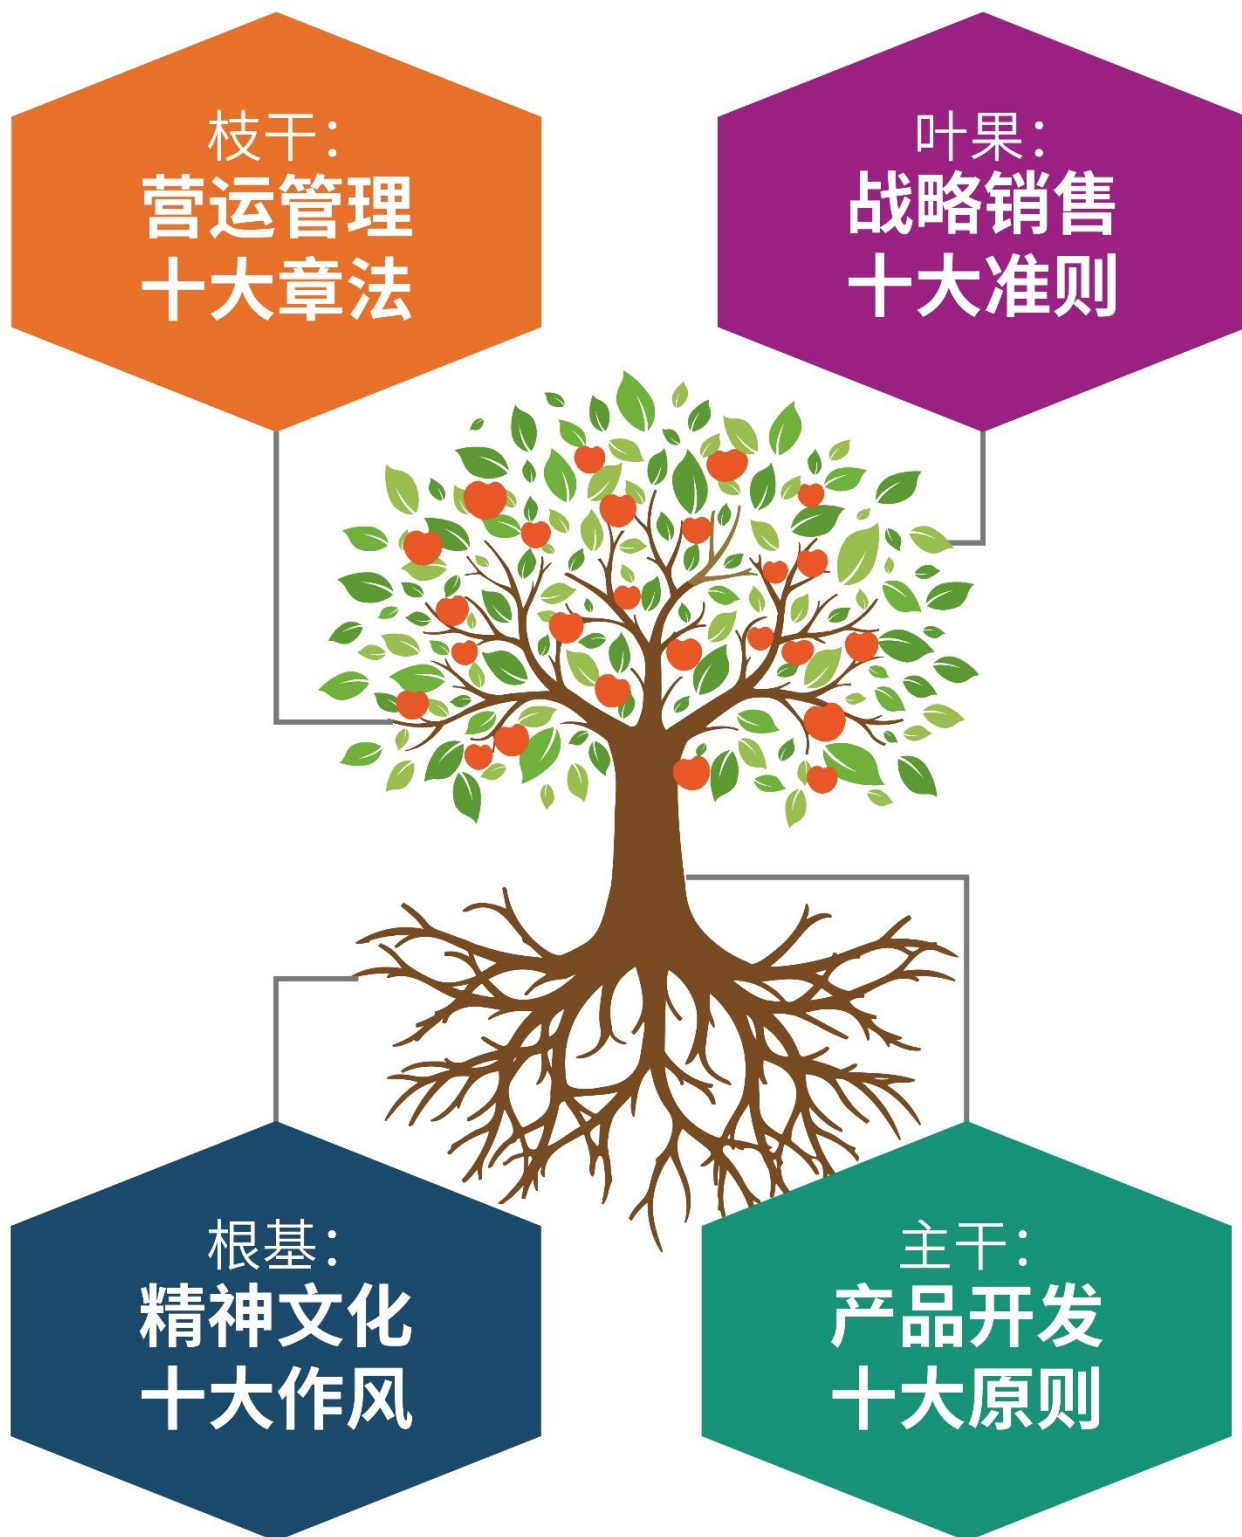 枝干：
营运管理
十大章法
叶果：
战略销售
十大准则
根基：
精神文化
十大作风
主干：
产品开发
十大原则